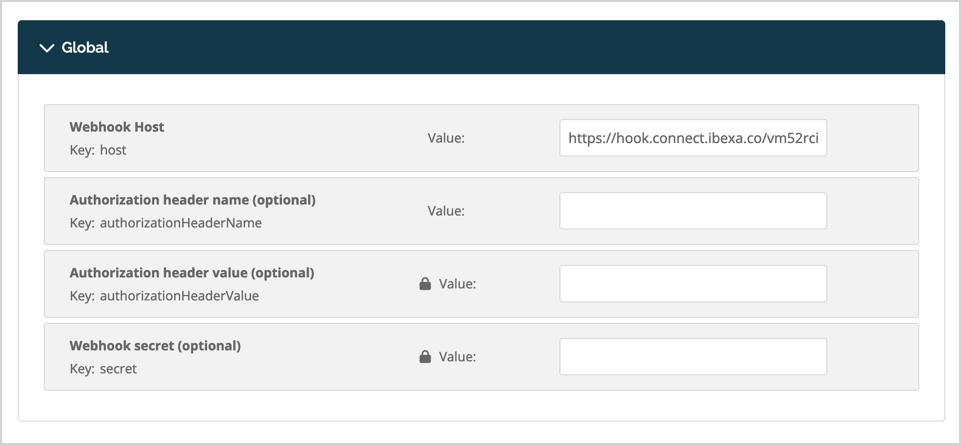 Global
Webhook Host
Key: host
Value:
https://hook.connect.ibexa.co/vm52rci
Authorization header name (optional)
Key: authorizationHeaderName
Value:
Authorization header value (optional)
Key: authorizationHeaderValue
Value:
Webhook secret (optional)
Key: secret
Value: